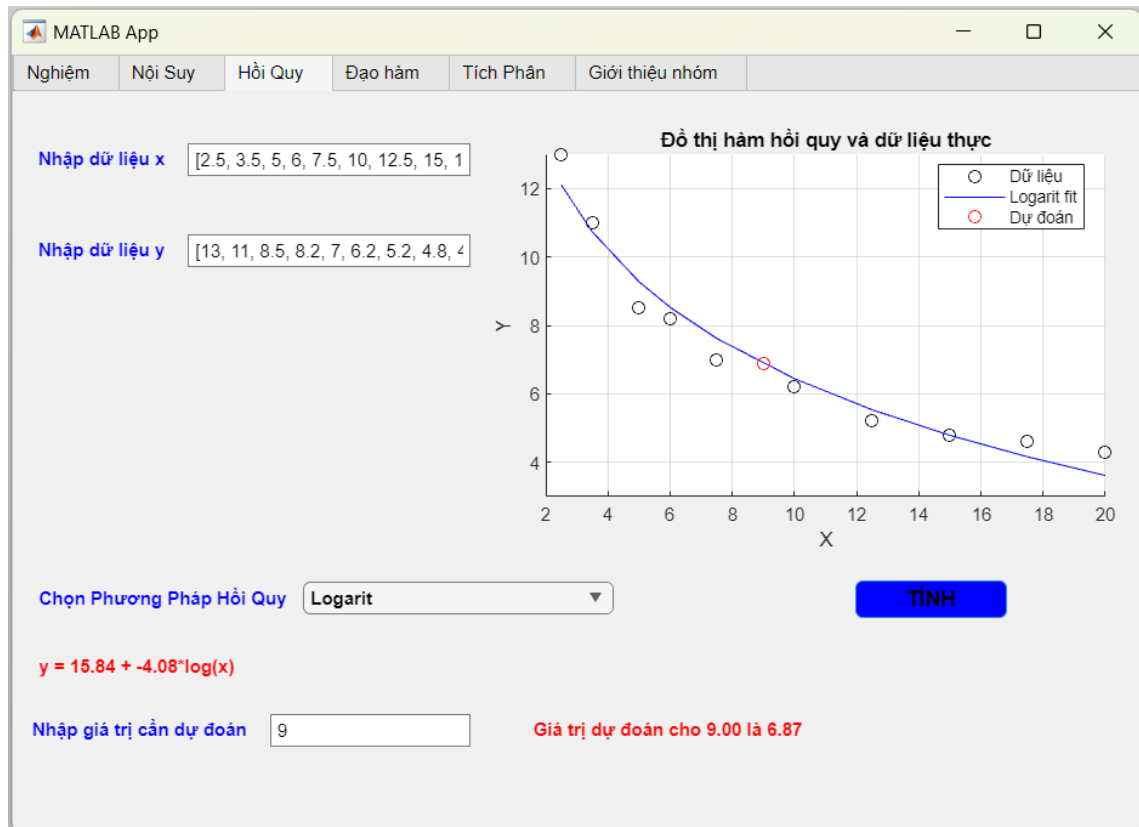 MATLAB App
Nghiệm Nội Suy Hồi Quy Đạo hàm Tích Phân Giới thiệu nhóm
Nhập dữ liệu x [2.5, 3.5, 5, 6, 7.5, 10, 12.5, 15, 1
Nhập dữ liệu y [13, 11, 8.5, 8.2, 7, 6.2, 5.2, 4.8, 4
Đồ thị hàm hồi quy và dữ liệu thực
Dữ liệu
Logarit fit
Dự đoán
12
10
8
6
4
Y
2 4 6 8 10 12 14 16 18 20
X
Chọn Phương Pháp Hồi Quy Logarit
TÍNH
y = 15.84 + -4.08*log(x)
Nhập giá trị cần dự đoán 9
Giá trị dự đoán cho 9.00 là 6.87